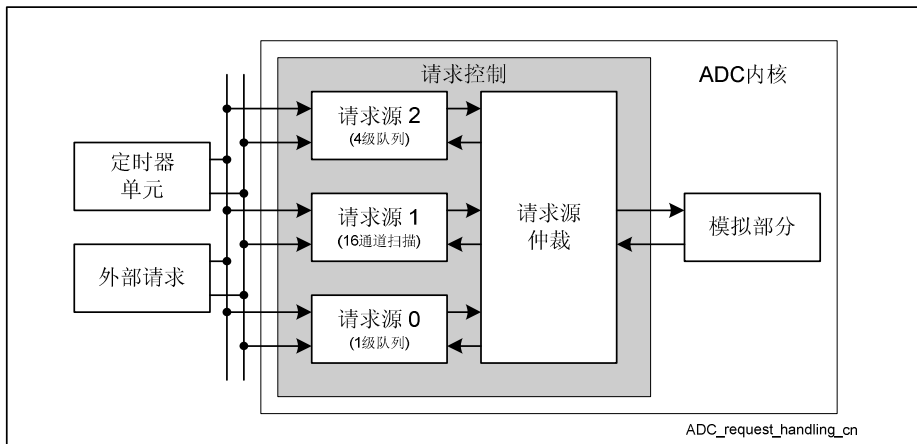 请求控制
ADC内核
请求源 2
(4级队列)
定时器
单元
请求源 1
(16通道扫描)
请求源
仲裁
模拟部分
外部请求
请求源 0
(1级队列)
ADC_request_handling_cn